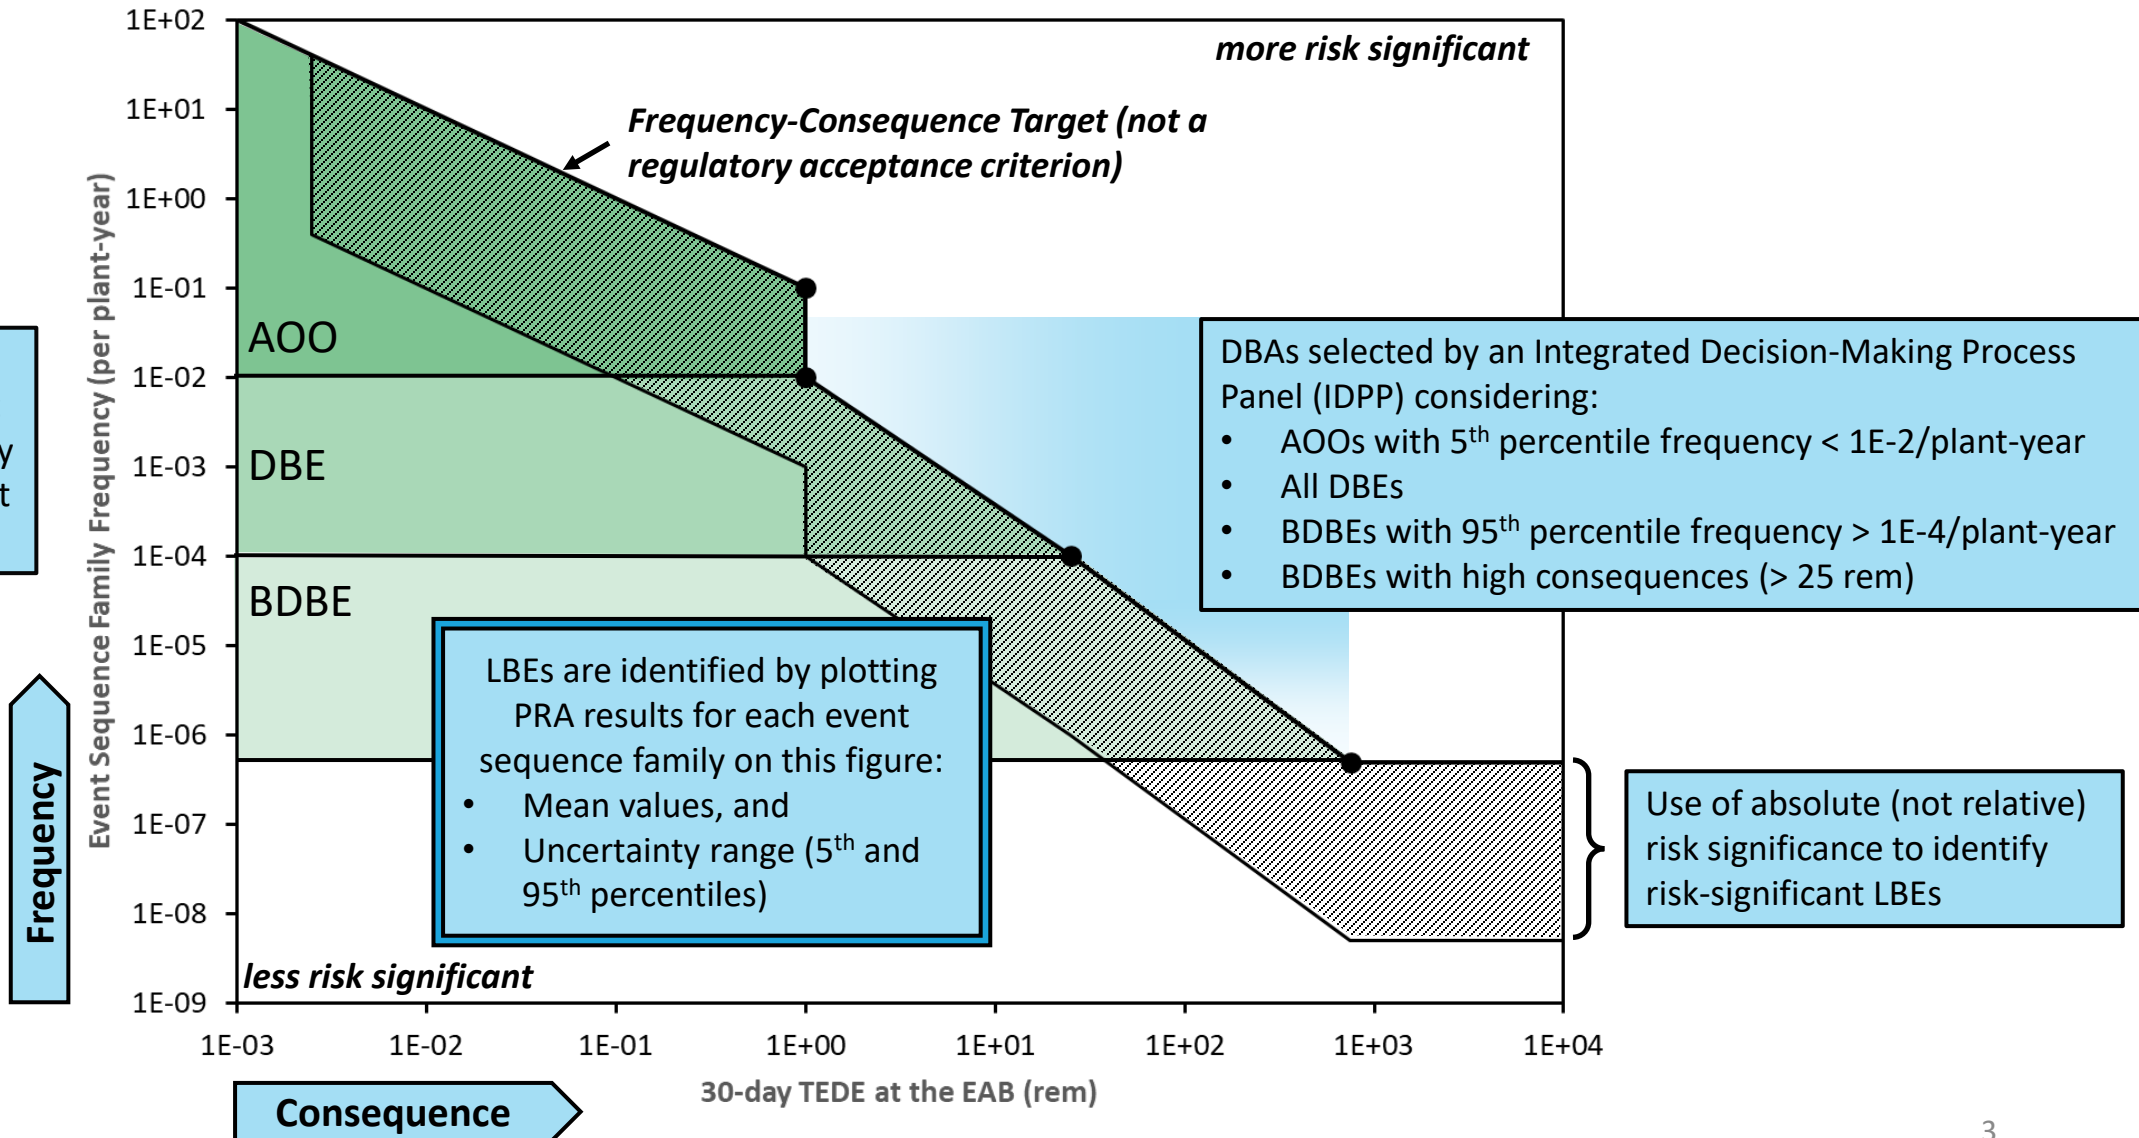 1E+02
1E+01
1E+00
1E-01
1E-02
1E-03
1E-04
1E-05
1E-06
1E-07
1E-08
1E-09
Event Sequence Family Frequency (per plant-year)
Frequency
more risk significant
Frequency-Consequence Target (not a
regulatory acceptance criterion)
AOO
DBE
BDBE
DBAs selected by an Integrated Decision-Making Process
Panel (IDPP) considering:
• AOOs with 5th percentile frequency < 1E-2/plant-year
• All DBEs
• BDBEs with 95th percentile frequency > 1E-4/plant-year
• BDBEs with high consequences (> 25 rem)
LBEs are identified by plotting
PRA results for each event
sequence family on this figure:
• Mean values, and
• Uncertainty range (5th and
95th percentiles)
Use of absolute (not relative)
risk significance to identify
risk-significant LBEs
less risk significant
1E-03 1E-02 1E-01 1E+00 1E+01 1E+02 1E+03 1E+04
30-day TEDE at the EAB (rem)
Consequence
3